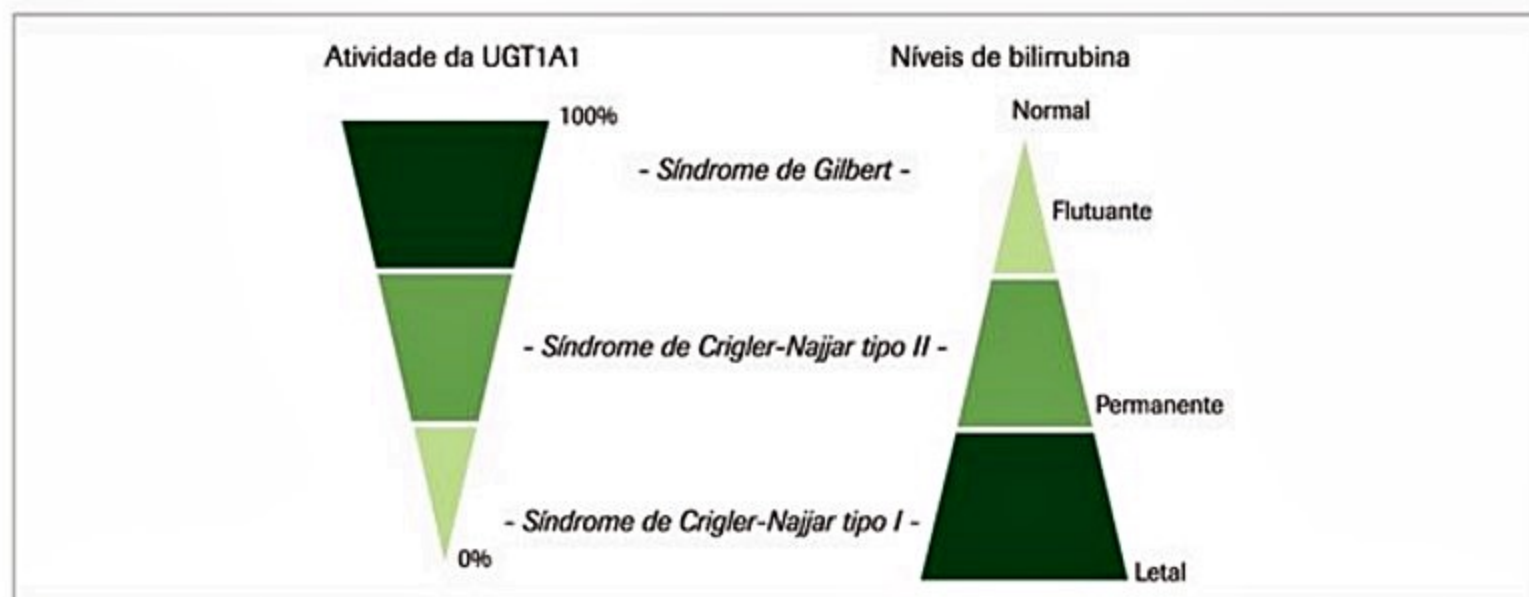 Atividade da UGT1A1
Níveis de bilirrubina
100%
Normal
- Síndrome de Gilbert -
Flutuante
- Síndrome de Crigler-Najjar tipo II -
Permanente
- Síndrome de Crigler-Najjar tipo I -
0%
Letal